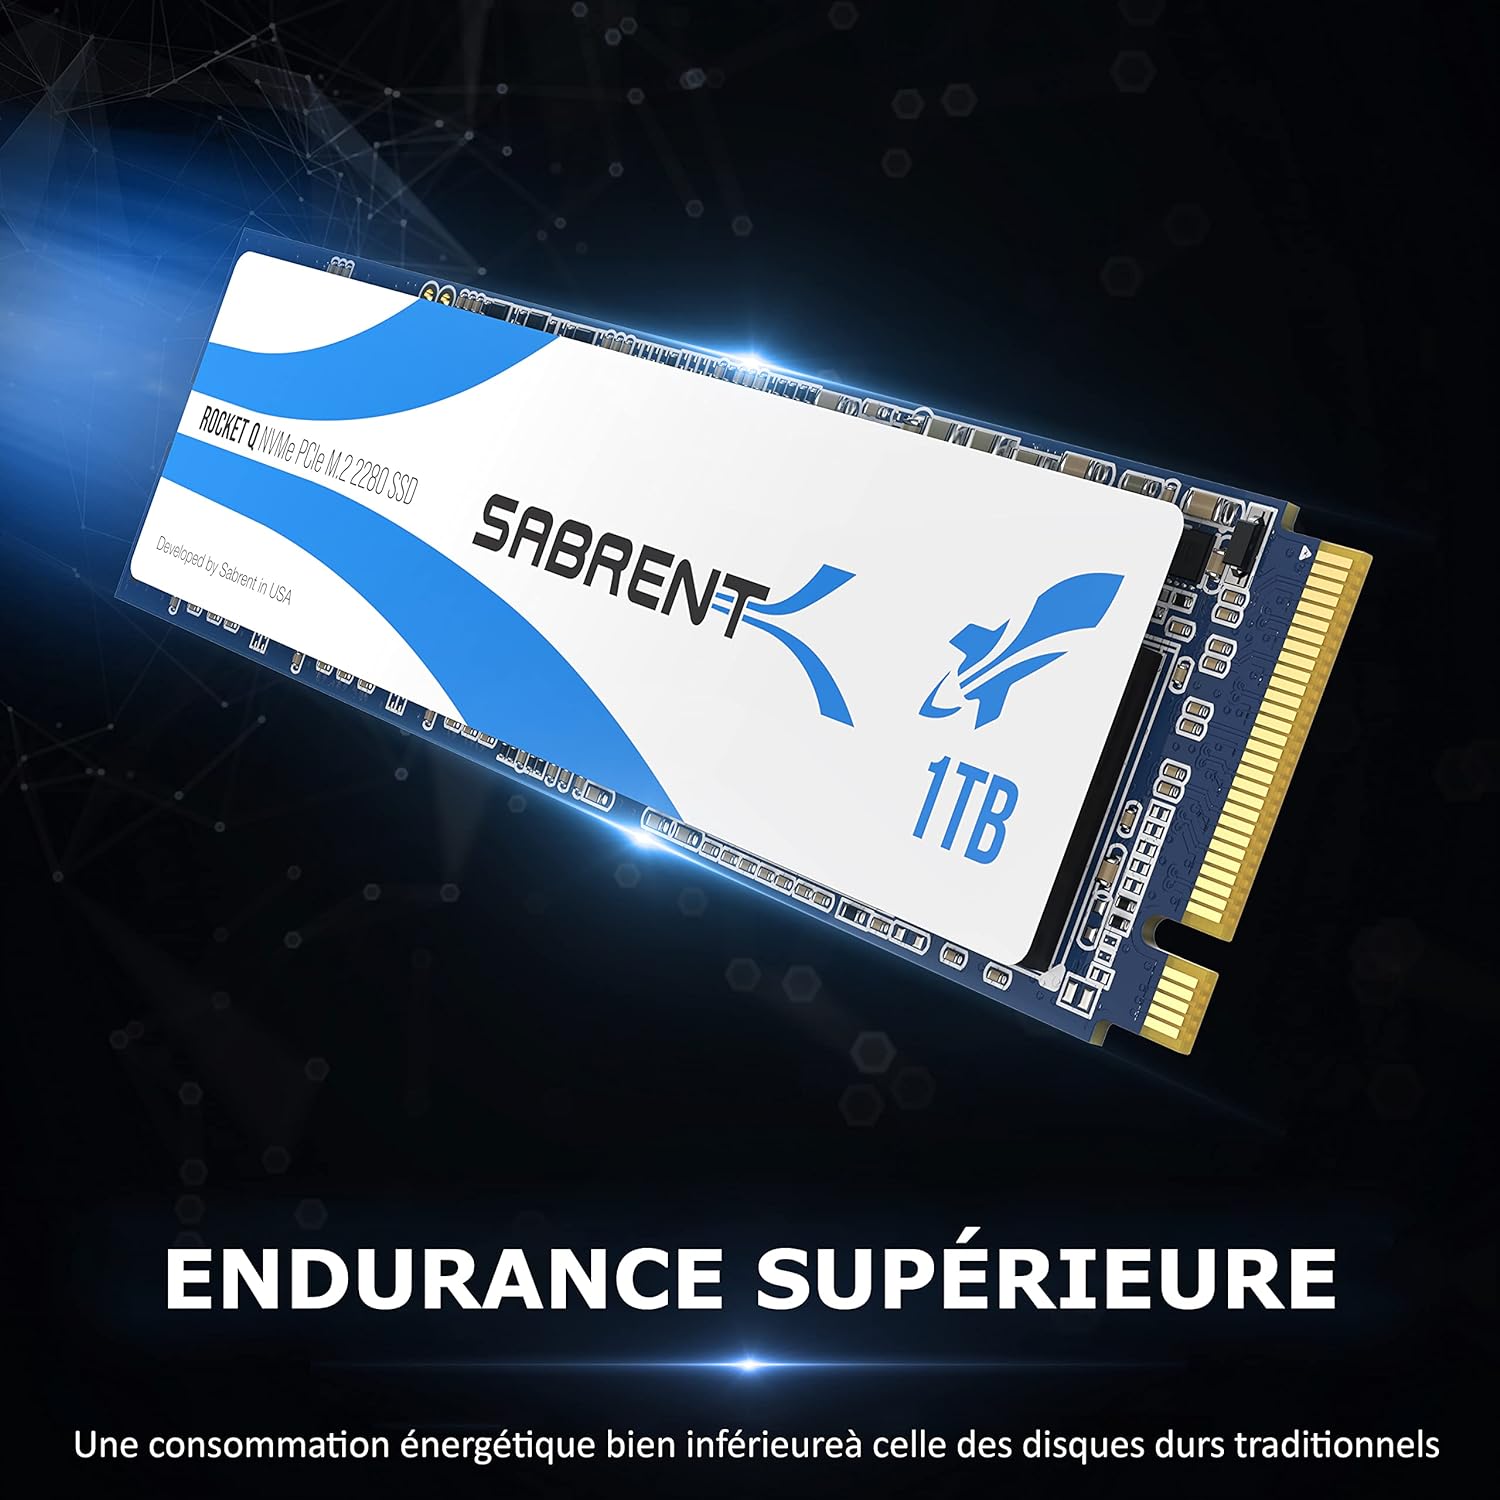 ROCKET Q NVMe PCIe M.2 2280 SSD
Developed by Sabrent in USA
SABRENT
1TB
ENDURANCE SUPÉRIEURE
Une consommation énergétique bien inférieureà celle des disques durs traditionnels